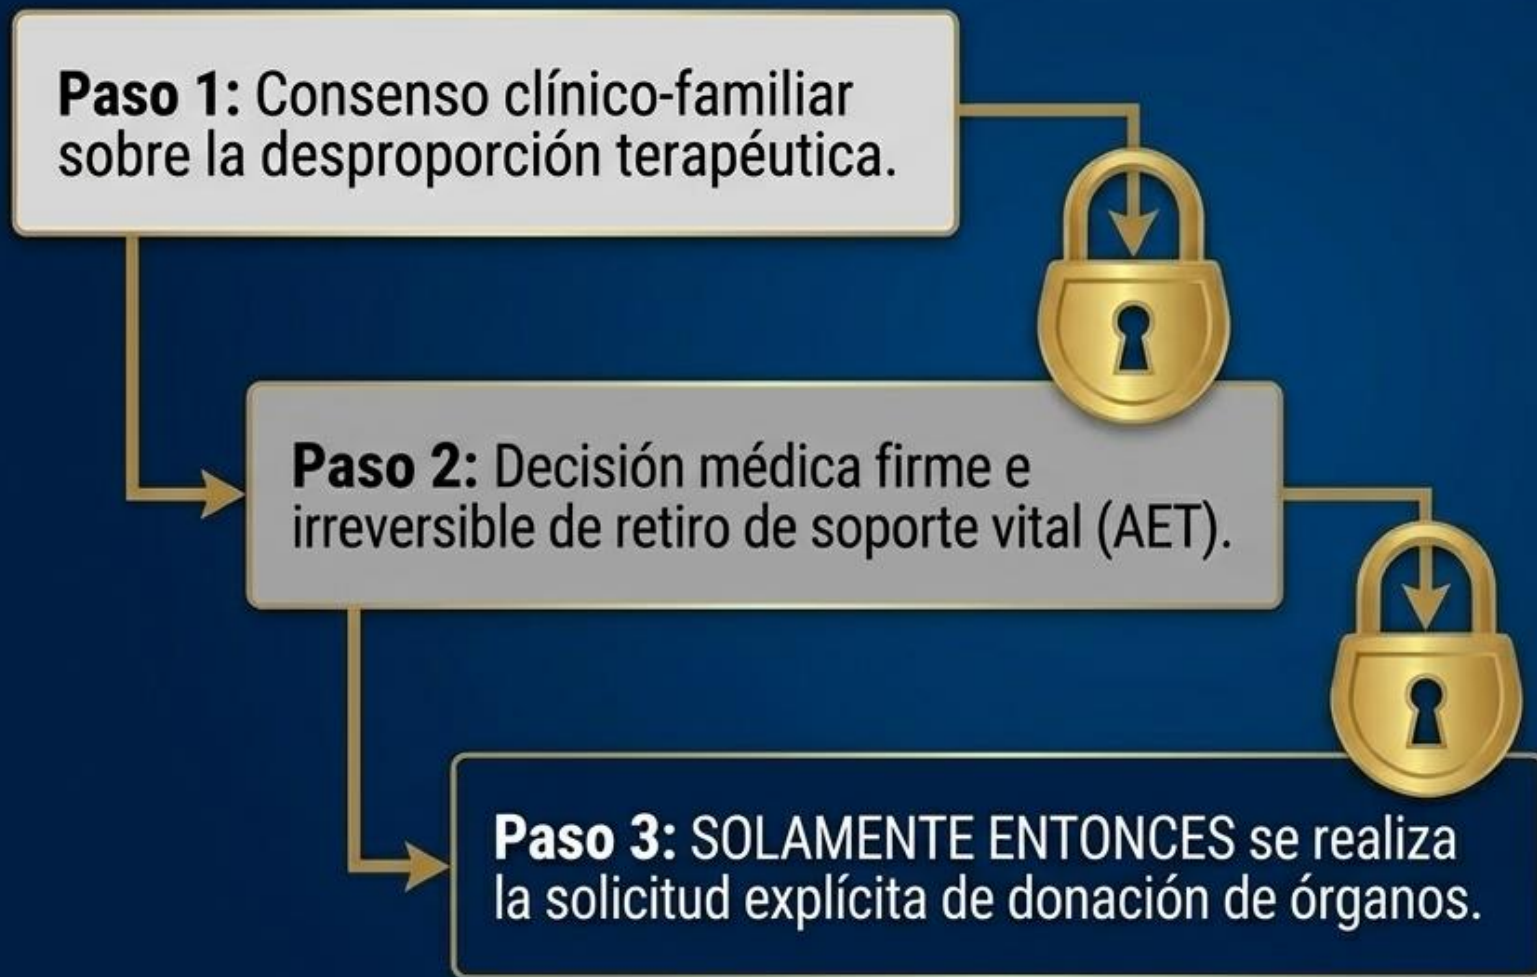 Paso 1: Consenso clínico-familiar
sobre la desproporción terapéutica.
Paso 2: Decisión médica firme e
irreversible de retiro de soporte vital (AET).
Paso 3: SOLAMENTE ENTONCES se realiza
la solicitud explícita de donación de órganos.